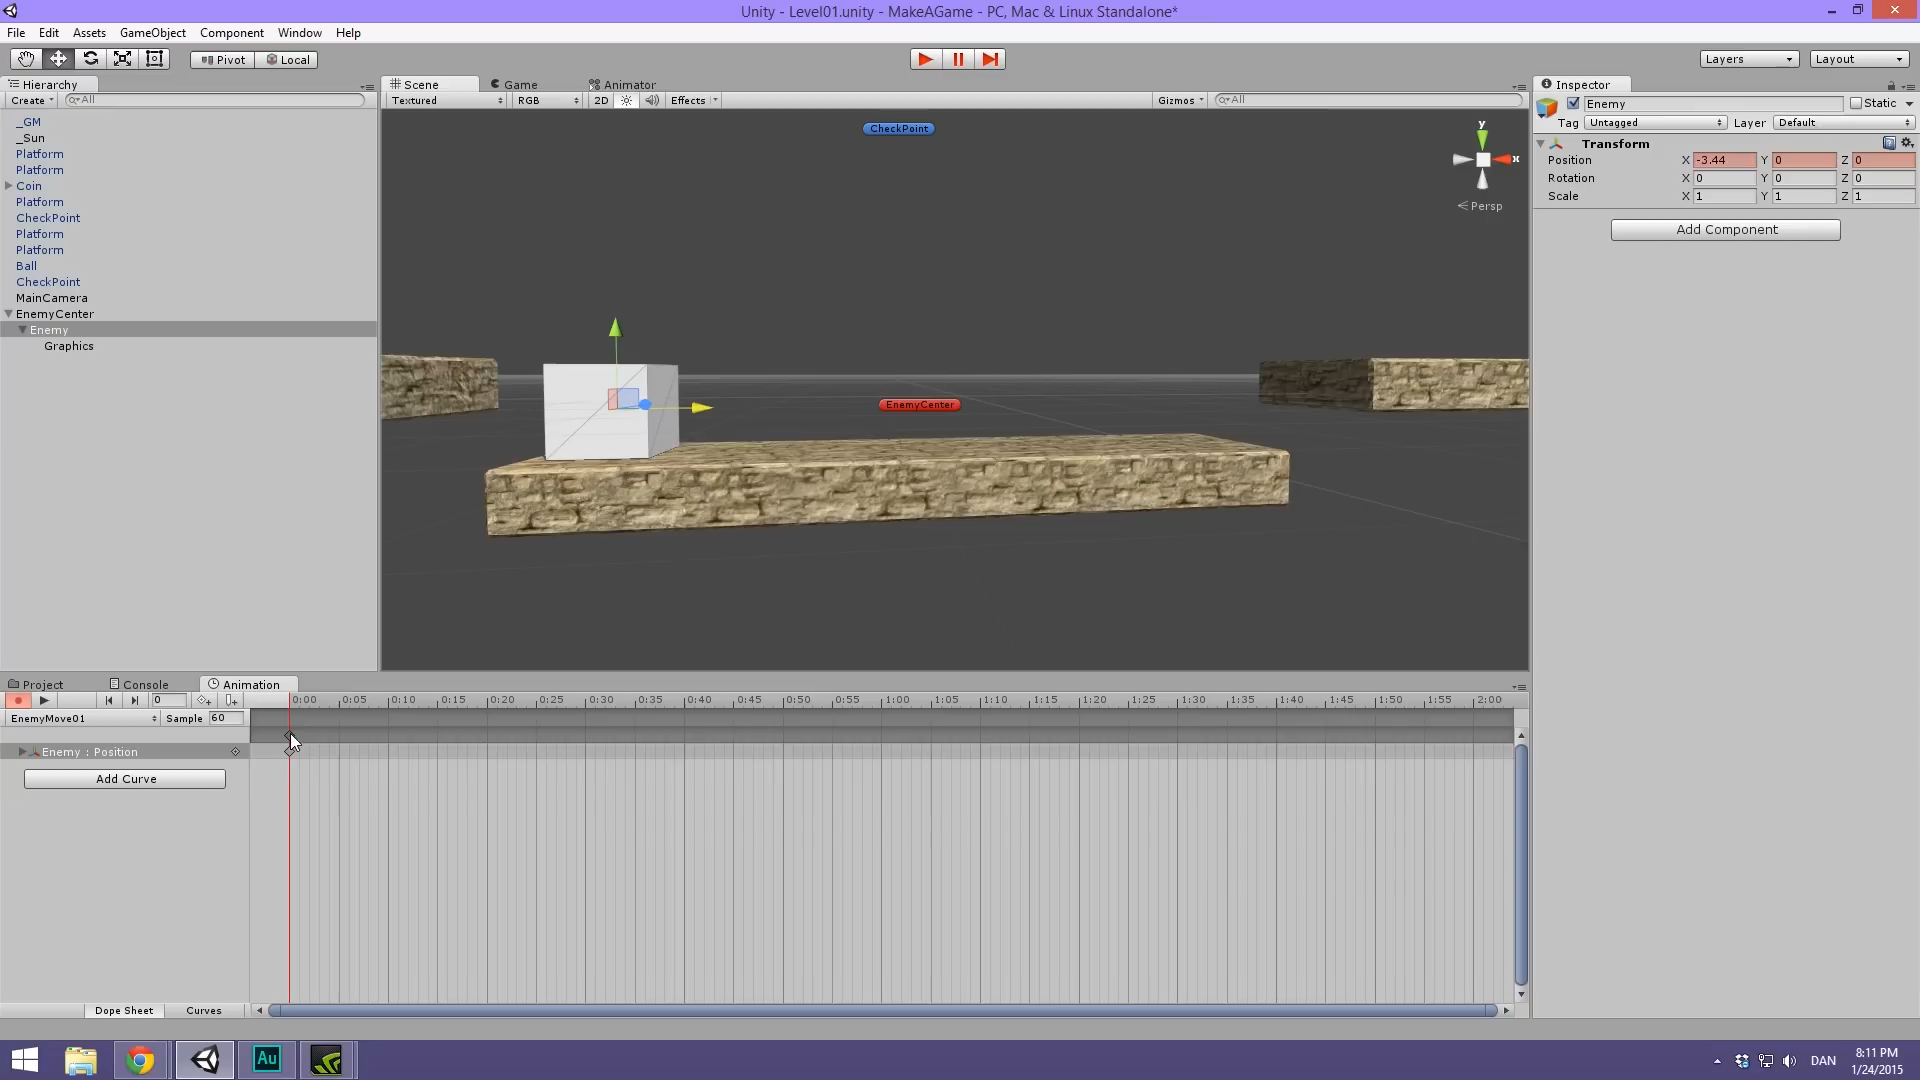 Unity - Level01.unity - MakeAGame - PC, Mac & Linux Standalone*
File Edit Assets GameObject Component Window Help
Pivot Local Layers Layout
Hierarchy
Create All
_GM
_Sun
Platform
Platform
Coin
Platform
CheckPoint
Platform
Platform
Ball
CheckPoint
MainCamera
EnemyCenter
Enemy
Graphics
Scene Game Animator
Textured RGB 2D Effects Gizmos All
CheckPoint
y
x
Persp
EnemyCenter
Inspector
Enemy Static
Tag Untagged Layer Default
Transform
Position X -3.44 Y 0 Z 0
Rotation X 0 Y 0 Z 0
Scale X 1 Y 1 Z 1
Add Component
Project Console Animation
0 0:00 0:05 0:10 0:15 0:20 0:25 0:30 0:35 0:40 0:45 0:50 0:55 1:00 1:05 1:10 1:15 1:20 1:25 1:30 1:35 1:40 1:45 1:50 1:55 2:00
EnemyMove01 Sample 60
Enemy : Position
Add Curve
Dope Sheet Curves
Au
DAN
8:11 PM
1/24/2015